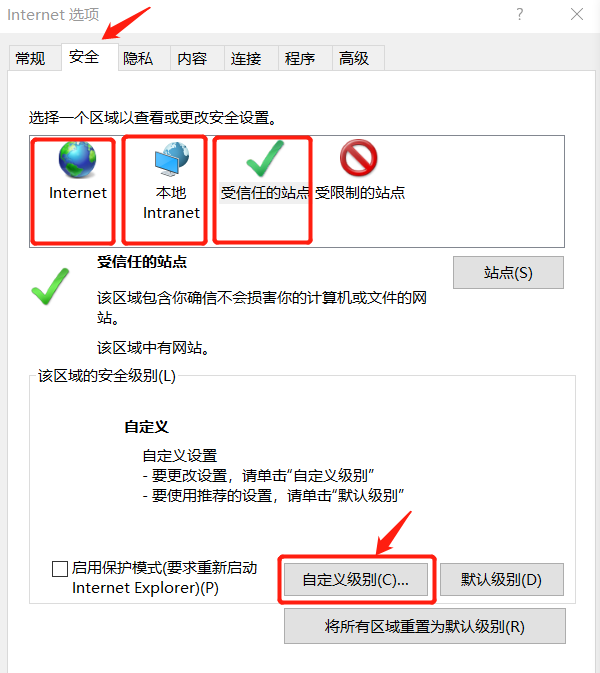 Internet 选项
?
常规 安全 隐私 内容 连接 程序 高级
选择一个区域以查看或更改安全设置。
Internet
本地
Intranet
受信任的站点
受限制的站点
受信任的站点
站点(S)
该区域包含你确信不会损害你的计算机或文件的网
站。
该区域中有网站。
该区域的安全级别(L)
自定义
自定义设置
- 要更改设置，请单击“自定义级别”
- 要使用推荐的设置，请单击“默认级别”
启用保护模式(要求重新启动
Internet Explorer)(P)
自定义级别(C)...
默认级别(D)
将所有区域重置为默认级别(R)